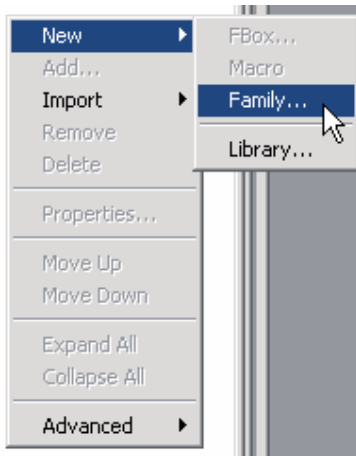 New
Add...
Import
Remove
Delete
Properties...
Move Up
Move Down
Expand All
Collapse All
Advanced
FBox...
Macro
Family...
Library...